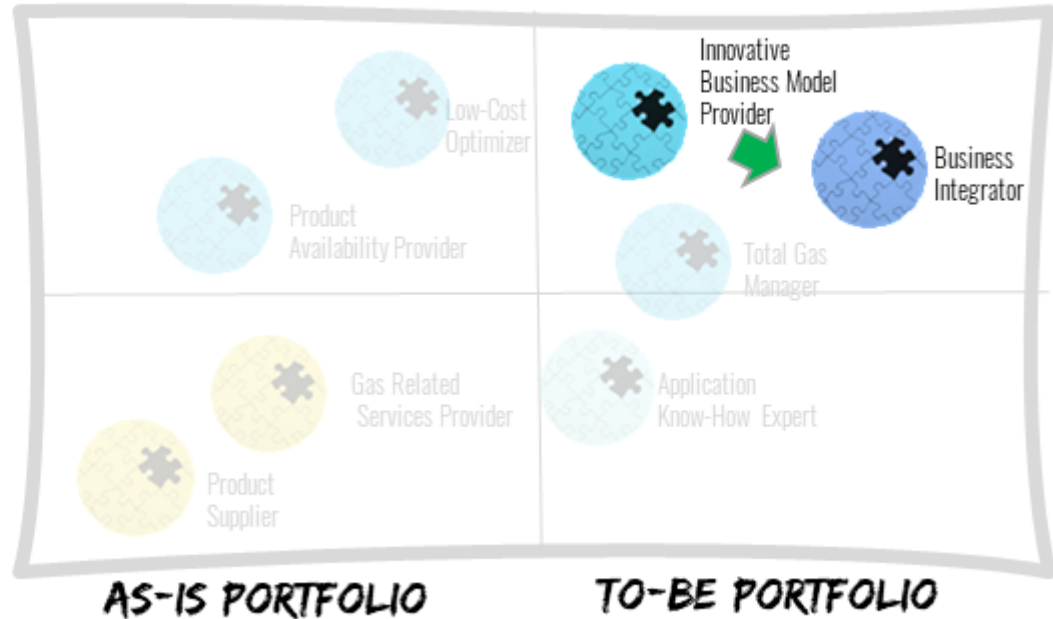 Innovative
Business Model
Provider
Low-Cost
Optimizer
Business
Integrator
Product
Availability Provider
Total Gas
Manager
Gas Related
Services Provider
Application
Know-How Expert
Product
Supplier
AS-IS PORTFOLIO
TO-BE PORTFOLIO